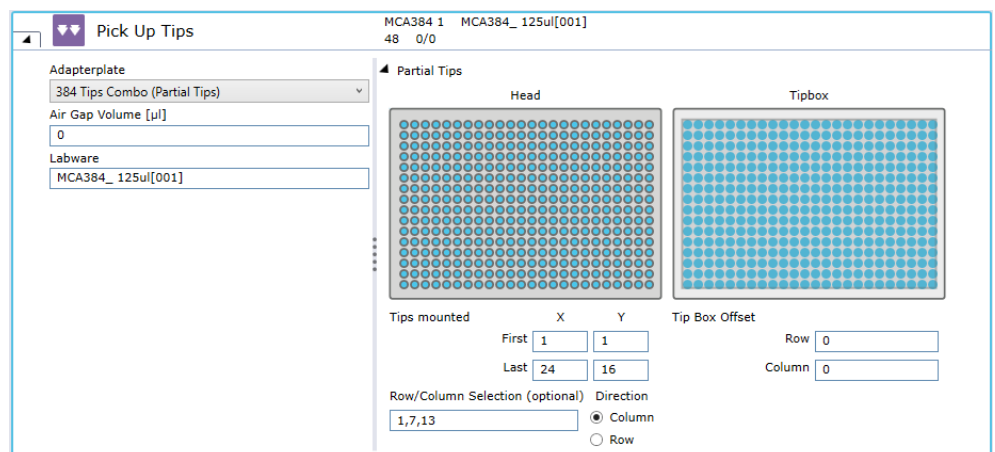 Pick Up Tips
MCA384 1 MCA384_ 125ul[001]
48 0/0
Adapterplate
384 Tips Combo (Partial Tips)
Air Gap Volume [µl]
0
Labware
MCA384_ 125ul[001]
Partial Tips
Head
Tipbox
Tips mounted X Y
First 1 1
Last 24 16
Tip Box Offset
Row 0
Column 0
Row/Column Selection (optional)
1,7,13
Direction
Column
Row